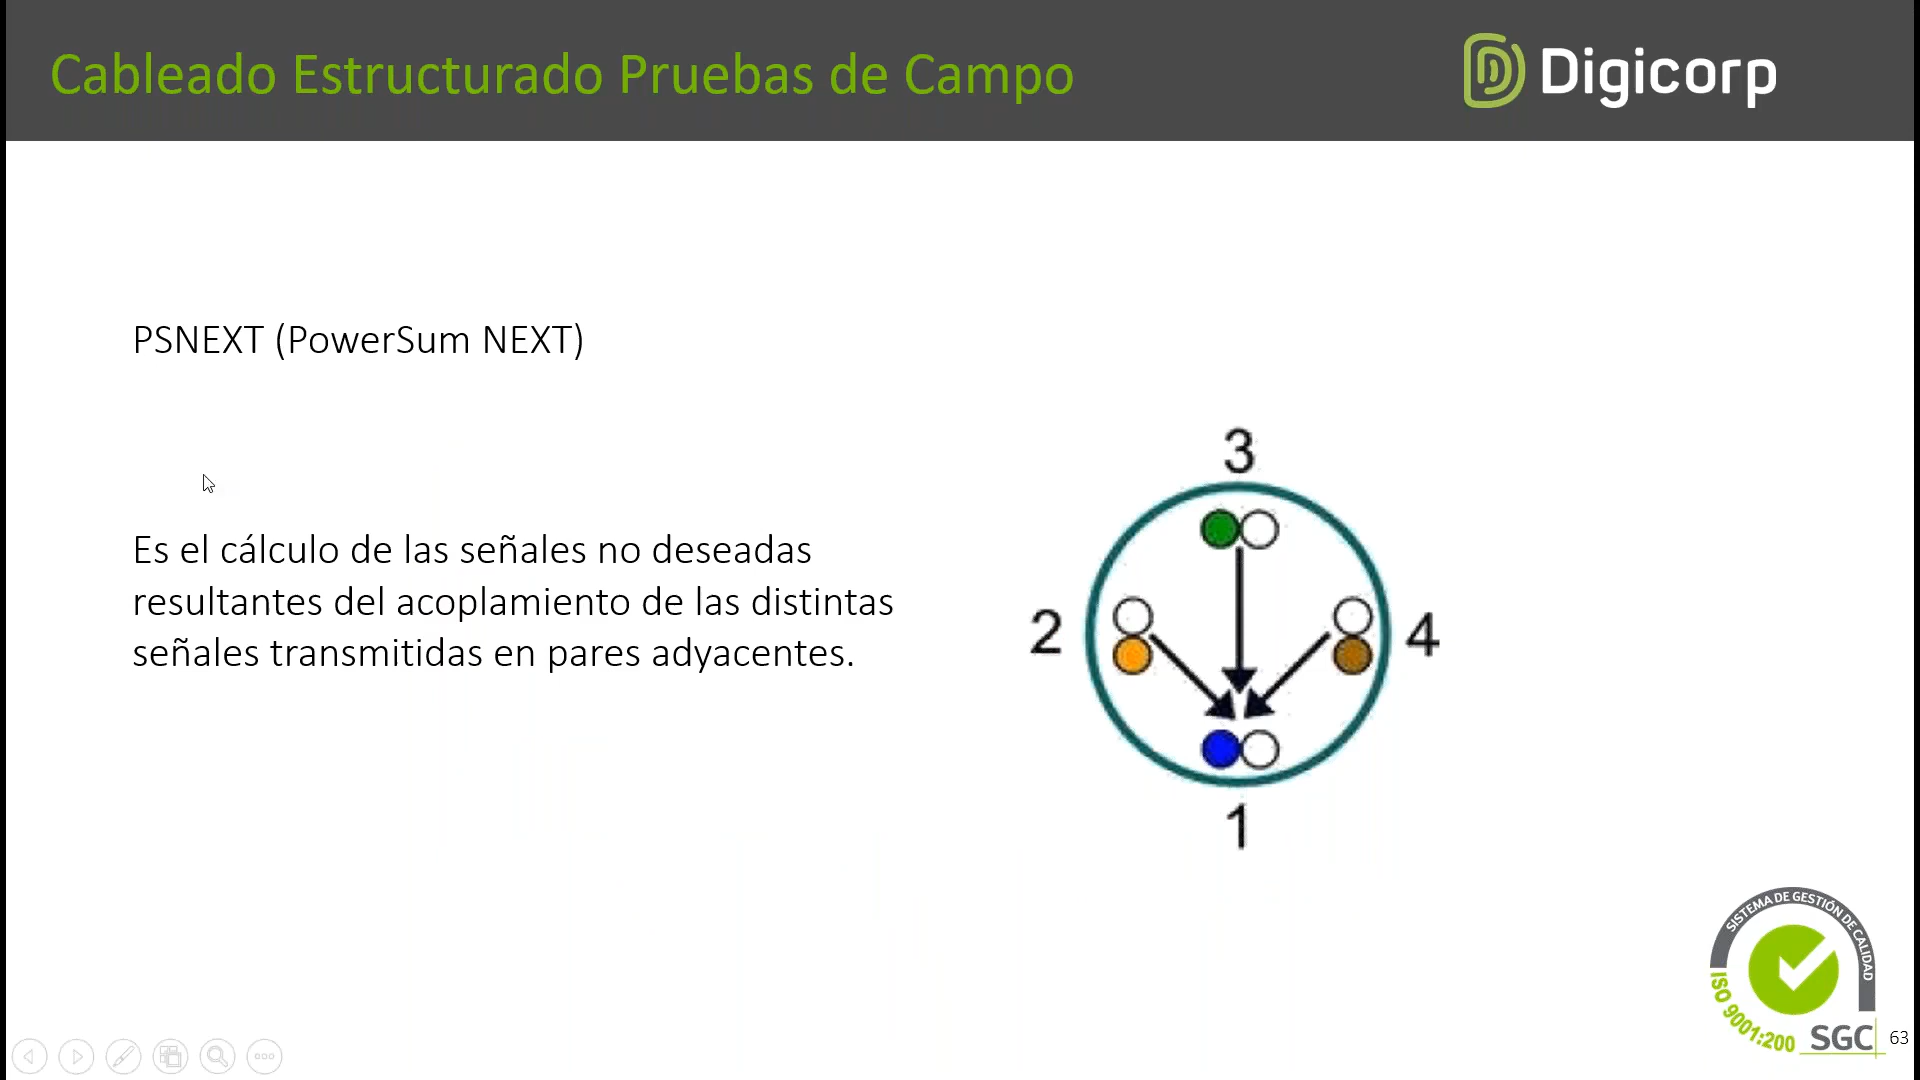 Cableado Estructurado Pruebas de Campo
Digicorp
PSNEXT (PowerSum NEXT)
Es el cálculo de las señales no deseadas
resultantes del acoplamiento de las distintas
señales transmitidas en pares adyacentes.
3
2
4
1
SISTEMA DE GESTIÓN DE CALIDAD
ISO 9001:200
SGC
63